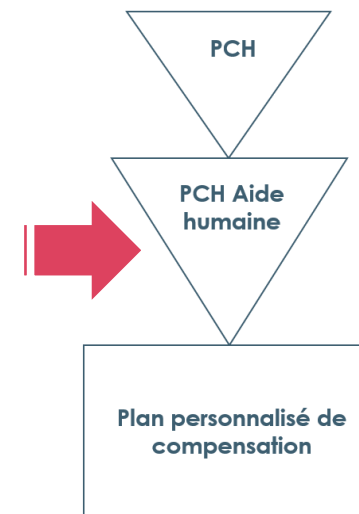 PCH
PCH Aide
humaine
Plan personnalisé de
compensation